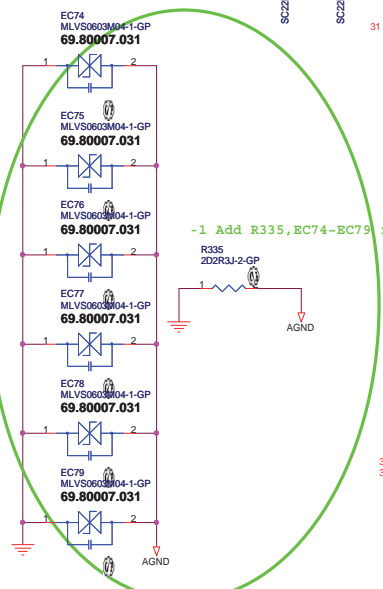 SC22
SC22
31
EC74
MLVS0603M04-1-GP
69.80007.031
1 2
EC75
MLVS0603M04-1-GP
69.80007.031
1 2
EC76
MLVS0603M04-1-GP
69.80007.031
1 2
-1 Add R335,EC74~EC79
R335
2D2R3J-2-GP
1
AGND
EC77
MLVS0603M04-1-GP
69.80007.031
1 2
EC78
MLVS0603M04-1-GP
69.80007.031
1 2
3
3
EC79
MLVS0603M04-1-GP
69.80007.031
1 2
AGND